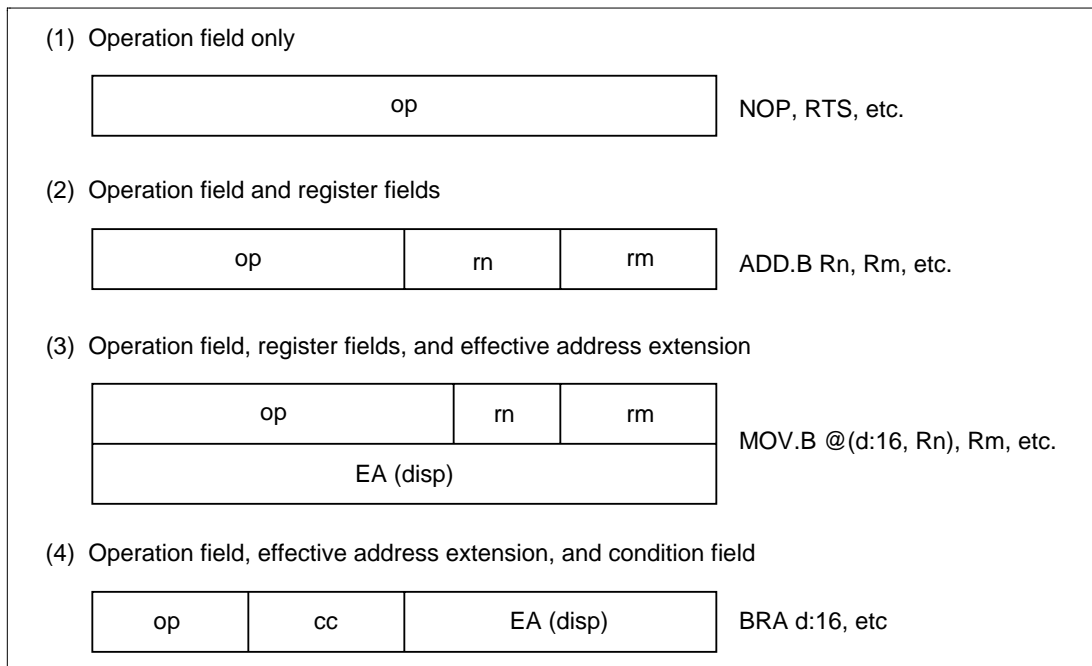 (1) Operation field only
op
NOP, RTS, etc.
(2) Operation field and register fields
op rn rm
ADD.B Rn, Rm, etc.
(3) Operation field, register fields, and effective address extension
op rn rm
MOV.B @(d:16, Rn), Rm, etc.
EA (disp)
(4) Operation field, effective address extension, and condition field
op cc EA (disp)
BRA d:16, etc